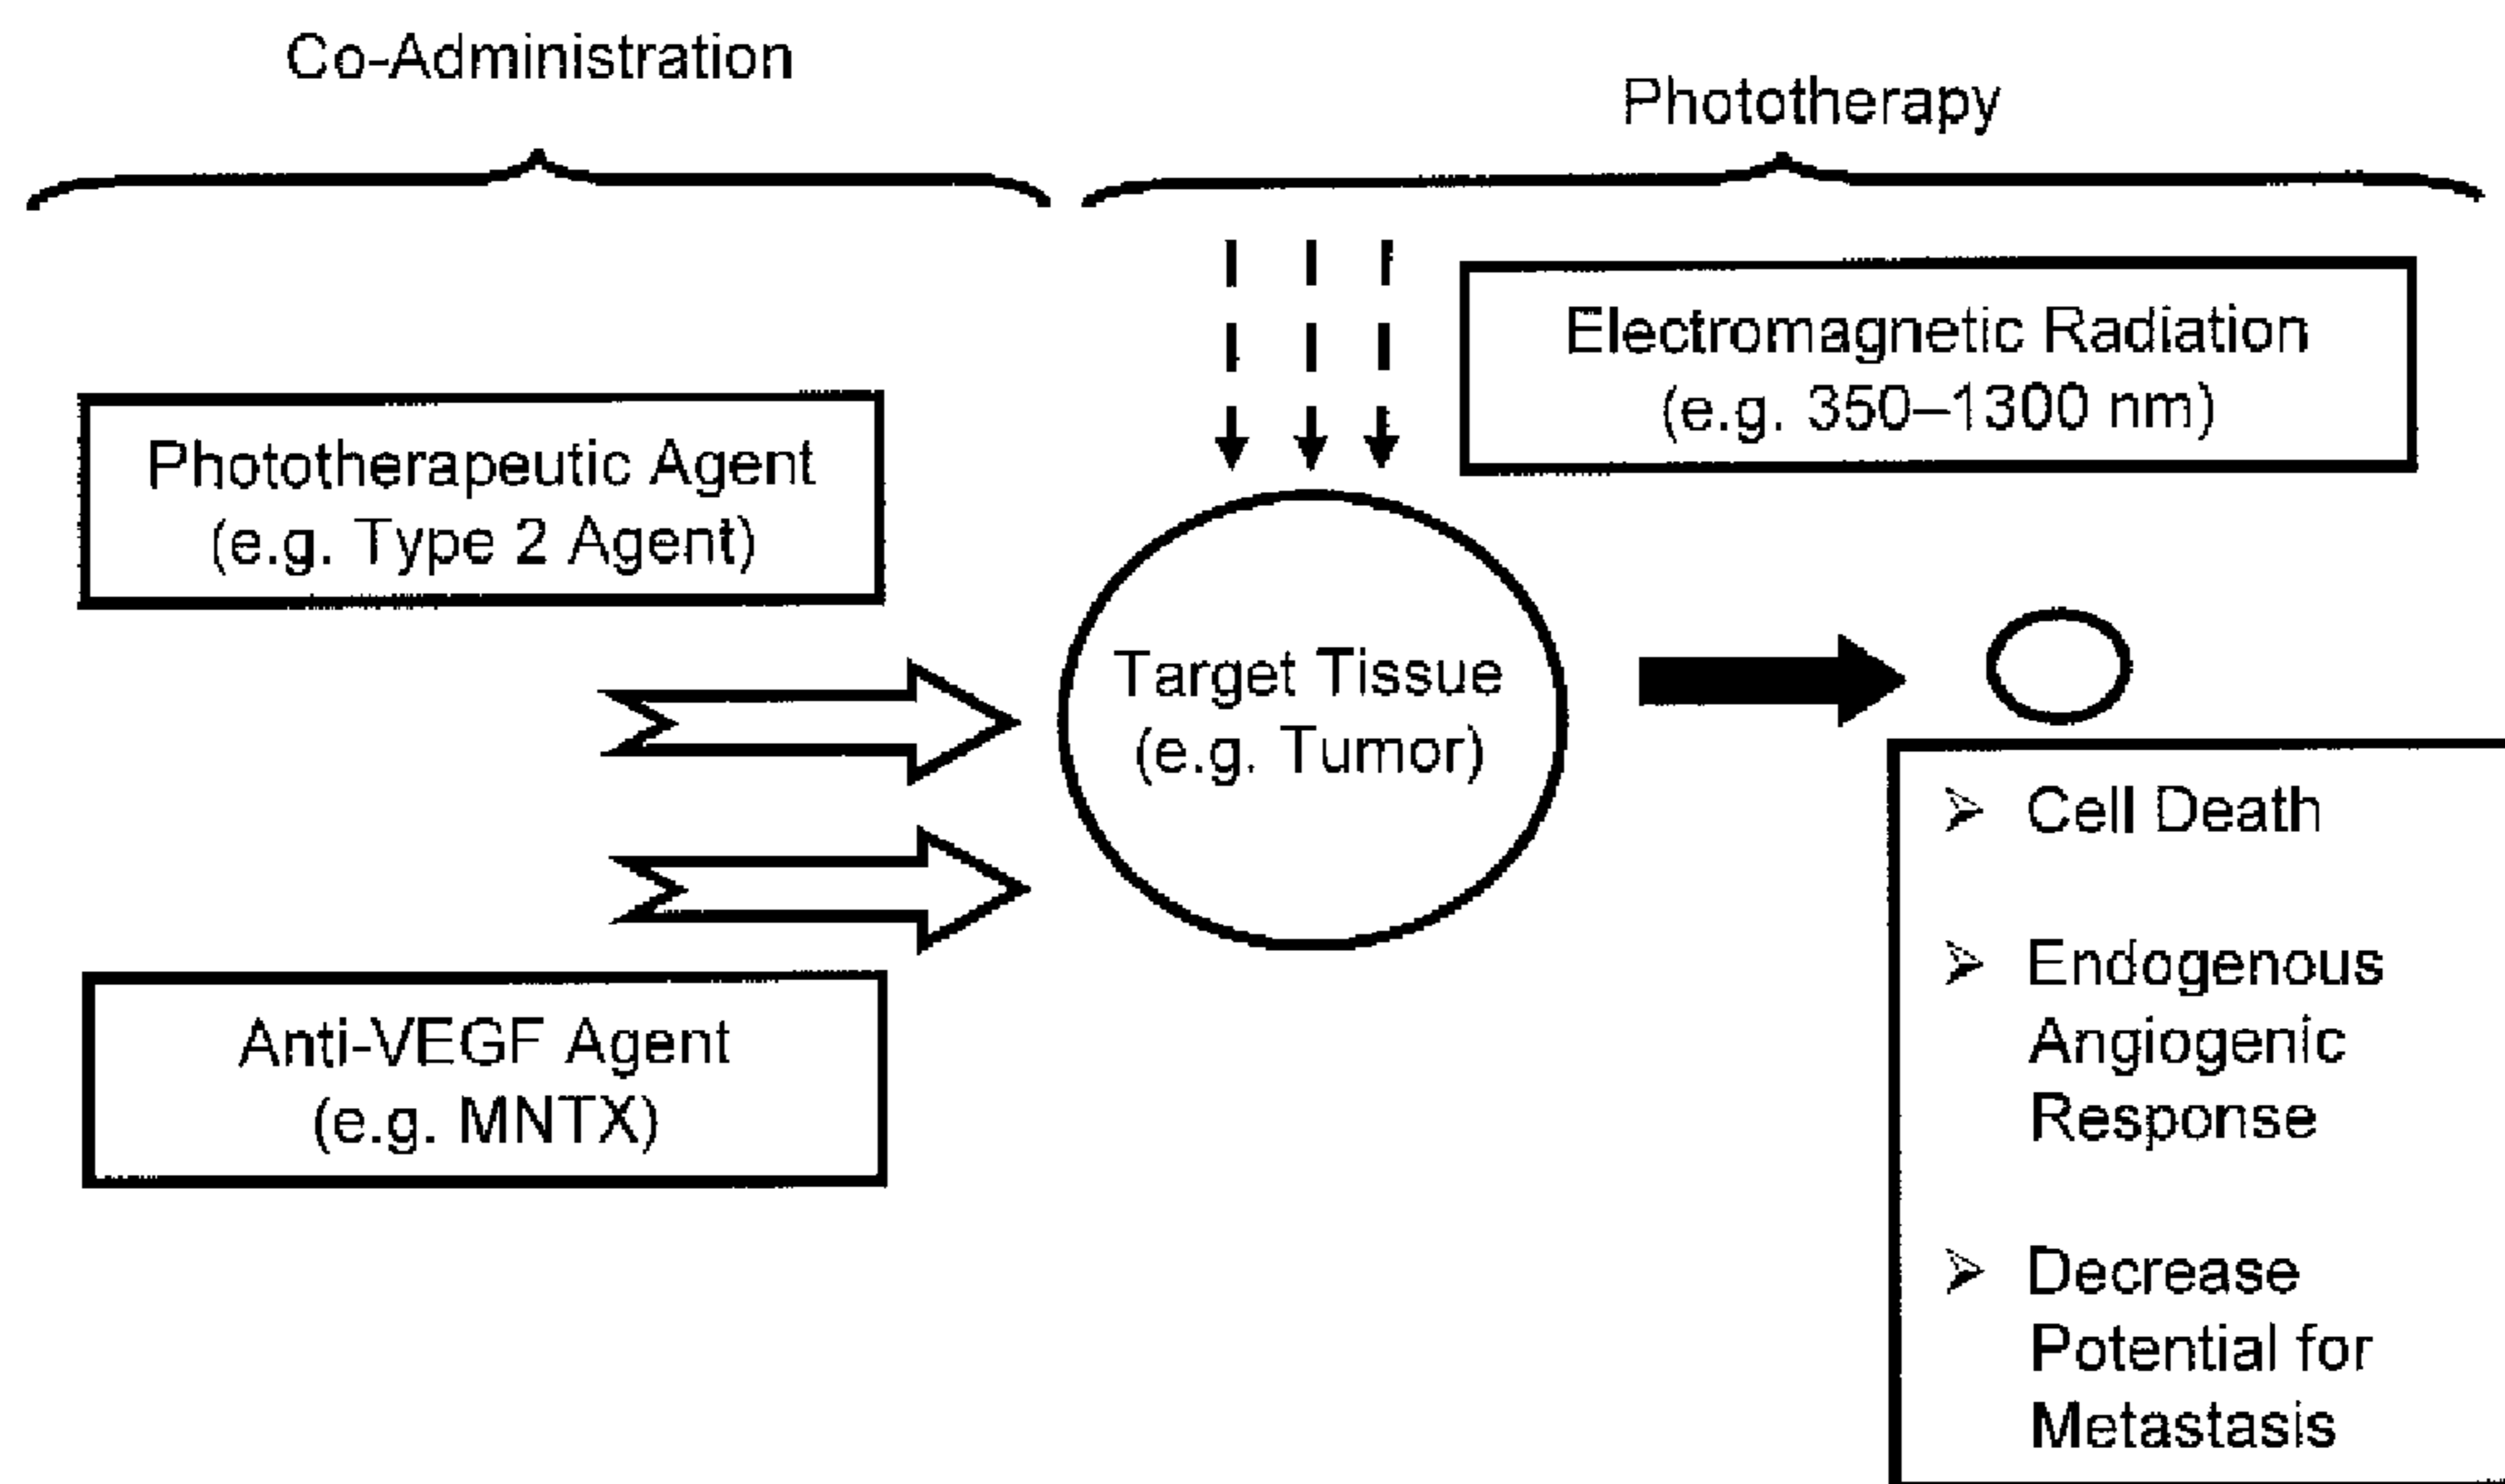 Co-Administration
Phototherapy
Electromagnetic Radiation
(e.g. 350–1300 nm)
Phototherapeutic Agent
(e.g. Type 2 Agent)
Target Tissue
(e.g. Tumor)
Anti-VEGF Agent
(e.g. MNTX)
➢ Cell Death
➢ Endogenous
Angiogenic
Response
➢ Decrease
Potential for
Metastasis